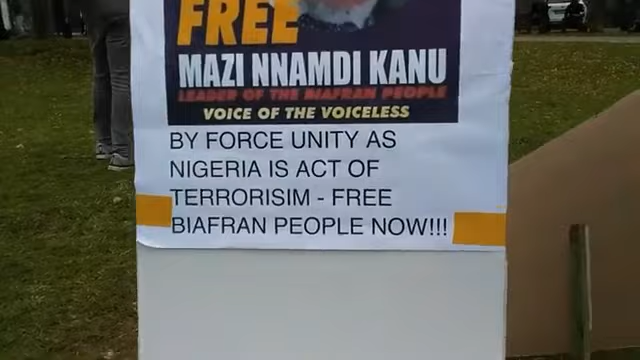 FREE
MAZI NNAMDI KANU
LEADER OF THE BIAFRAN PEOPLE
VOICE OF THE VOICELESS
BY FORCE UNITY AS
NIGERIA IS ACT OF
TERRORISIM - FREE
BIAFRAN PEOPLE NOW!!!